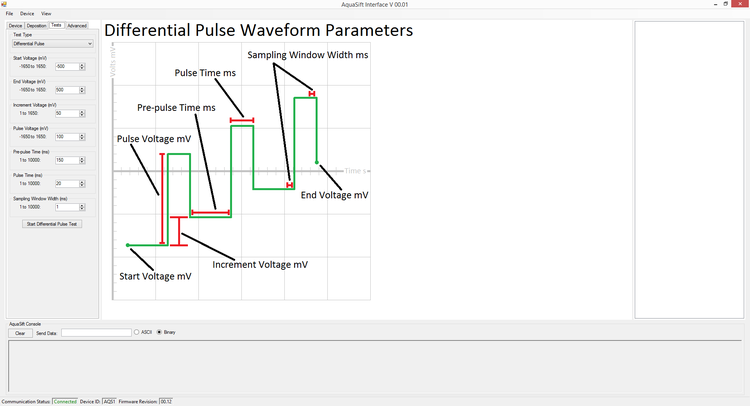 AquaSift Interface V 00.01
File Device View
Device Deposition Tests Advanced
Test Type
Differential Pulse
Start Voltage (mV)
-1650 to 1650: -500
End Voltage (mV)
-1650 to 1650: 500
Increment Voltage (mV)
1 to 1650: 50
Pulse Voltage (mV)
-1650 to 1650: 100
Pre-pulse Time (ms)
1 to 10000: 150
Pulse Time (ms)
1 to 10000: 20
Sampling Window Width (ms)
1 to 10000: 1
Start Differential Pulse Test
Differential Pulse Waveform Parameters
Volts mV
Sampling Window Width ms
Pulse Time ms
Pre-pulse Time ms
Pulse Voltage mV
Time s
End Voltage mV
Increment Voltage mV
Start Voltage mV
AquaSift Console
Clear Send Data: ASCII Binary
Communication Status: Connected Device ID: AQS1 Firmware Revision: 00.12